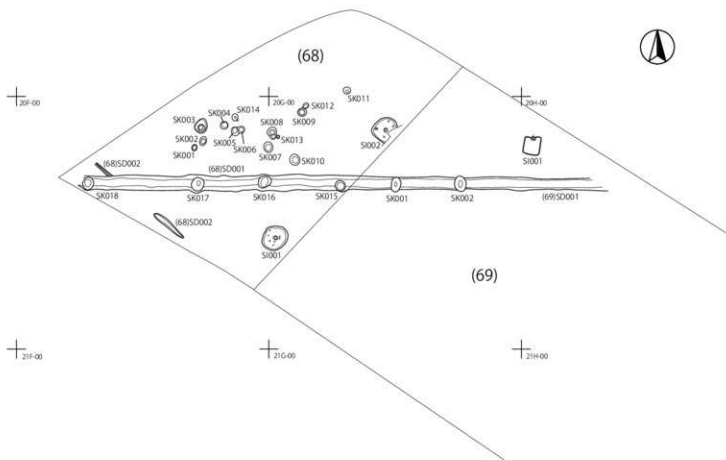 (68)
20F-00
20G-00
20H-00
SK011
SK012
SK014
SK004
SK003
SK008
SK009
SK013
SI002
SI001
SK002
SK005
SK006
SK001
SK007
SK010
(68)SD002
(68)SD001
SK018
SK017
SK016
SK015
SK001
SK002
(69)SD001
(68)SD002
SI001
(69)
21F-00
21G-00
21H-00